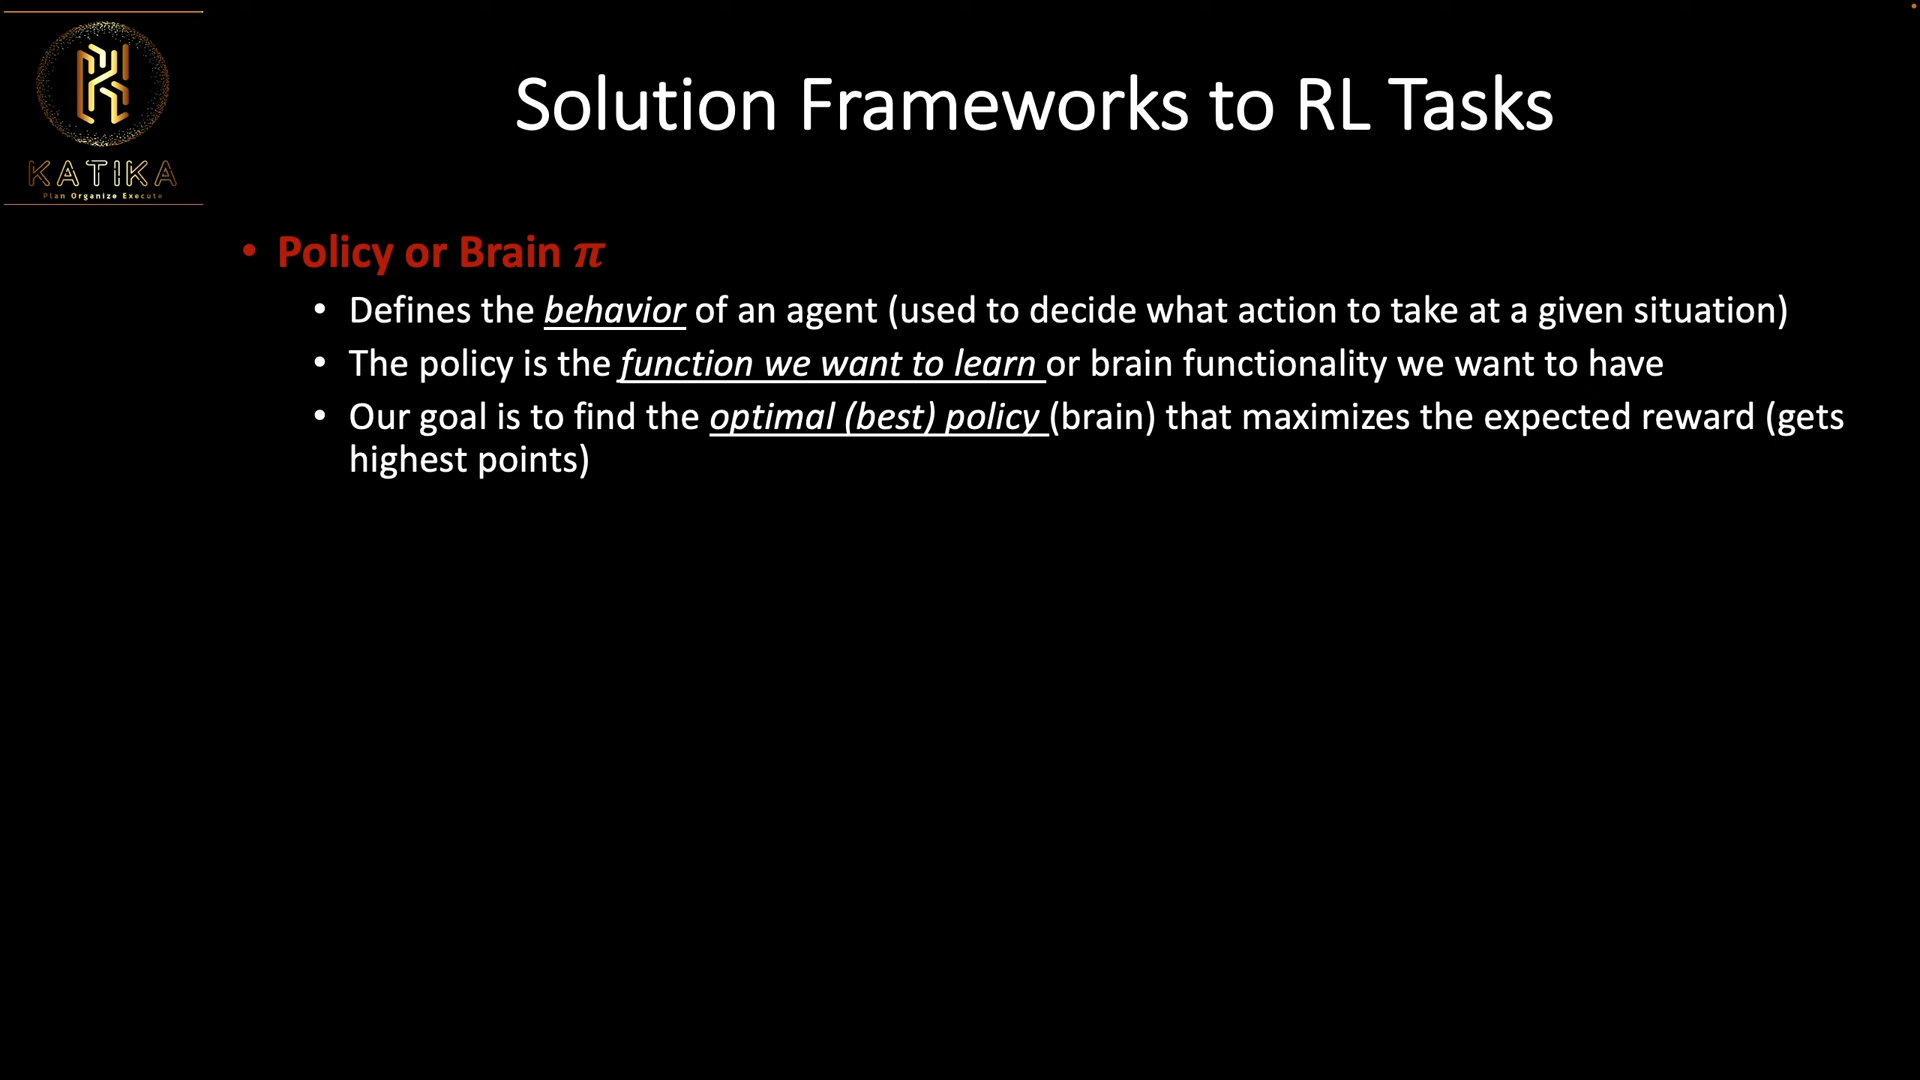 KATIKA
Plan Organize Execute
Solution Frameworks to RL Tasks
• Policy or Brain π
• Defines the behavior of an agent (used to decide what action to take at a given situation)
• The policy is the function we want to learn or brain functionality we want to have
• Our goal is to find the optimal (best) policy (brain) that maximizes the expected reward (gets
highest points)